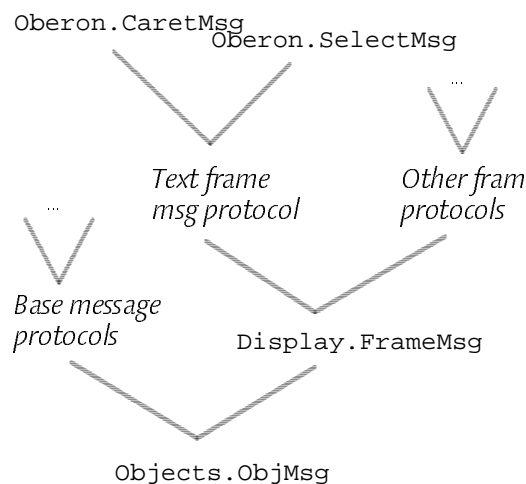 Oberon.CaretMsg
Oberon.SelectMsg
...
Text frame
msg protocol
Other fram
protocols
...
Base message
protocols
Display.FrameMsg
Objects.ObjMsg